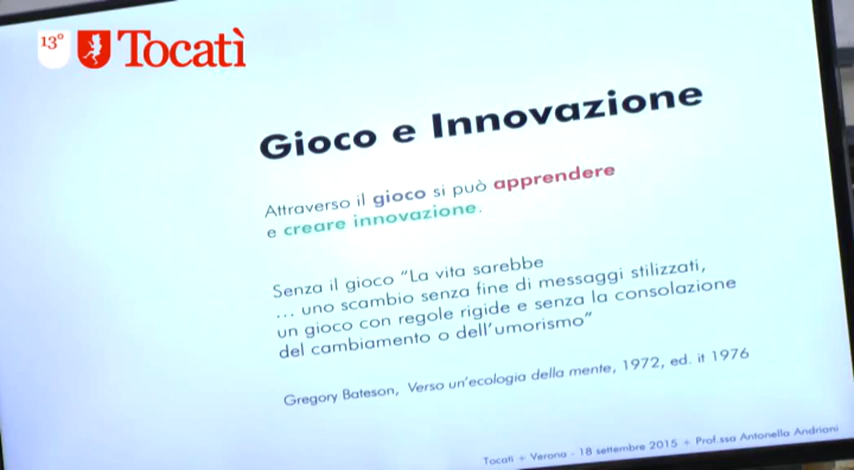 13°
Tocatì
Gioco e Innovazione
Attraverso il gioco si può apprendere
e creare innovazione.
Senza il gioco "La vita sarebbe
... uno scambio senza fine di messaggi stilizzati,
un gioco con regole rigide e senza la consolazione
del cambiamento o dell'umorismo"
Gregory Bateson, Verso un'ecologia della mente, 1972, ed. it 1976
Tocati + Verona - 18 settembre 2015 + Prof.ssa Antonella Andriani